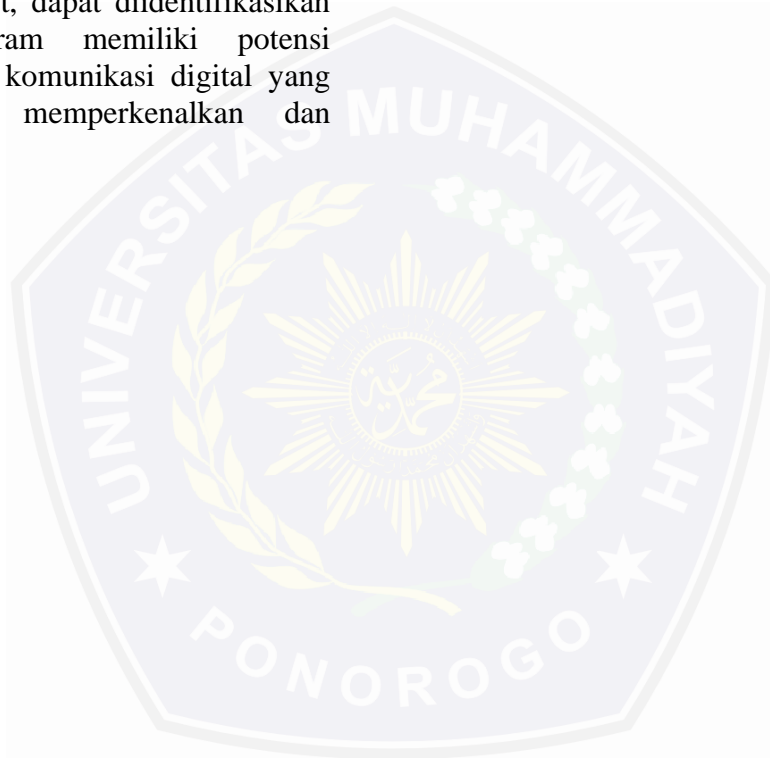 t, dapat diidentifikasikan
ram memiliki potensi
komunikasi digital yang
memperkenalkan dan
UNIVERSITAS MUHAMMADIYAH
PONOROGO